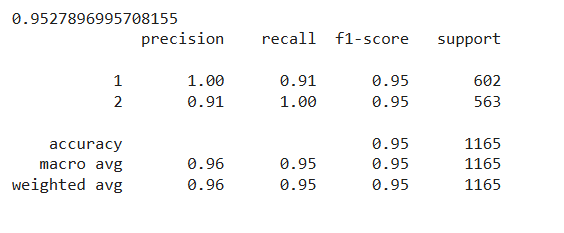 0.9527896995708155
precision recall f1-score support
1 1.00 0.91 0.95 602
2 0.91 1.00 0.95 563
accuracy 0.95 1165
macro avg 0.96 0.95 0.95 1165
weighted avg 0.96 0.95 0.95 1165